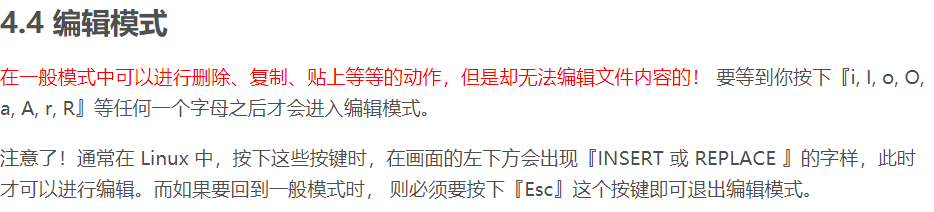 4.4 编辑模式
在一般模式中可以进行删除、复制、贴上等等的动作，但是却无法编辑文件内容的！ 要等到你按下『i, I, o, O,
a, A, r, R』等任何一个字母之后才会进入编辑模式。
注意了！通常在 Linux 中，按下这些按键时，在画面的左下方会出现『INSERT 或 REPLACE 』的字样，此时
才可以进行编辑。而如果要回到一般模式时， 则必须要按下『Esc』这个按键即可退出编辑模式。